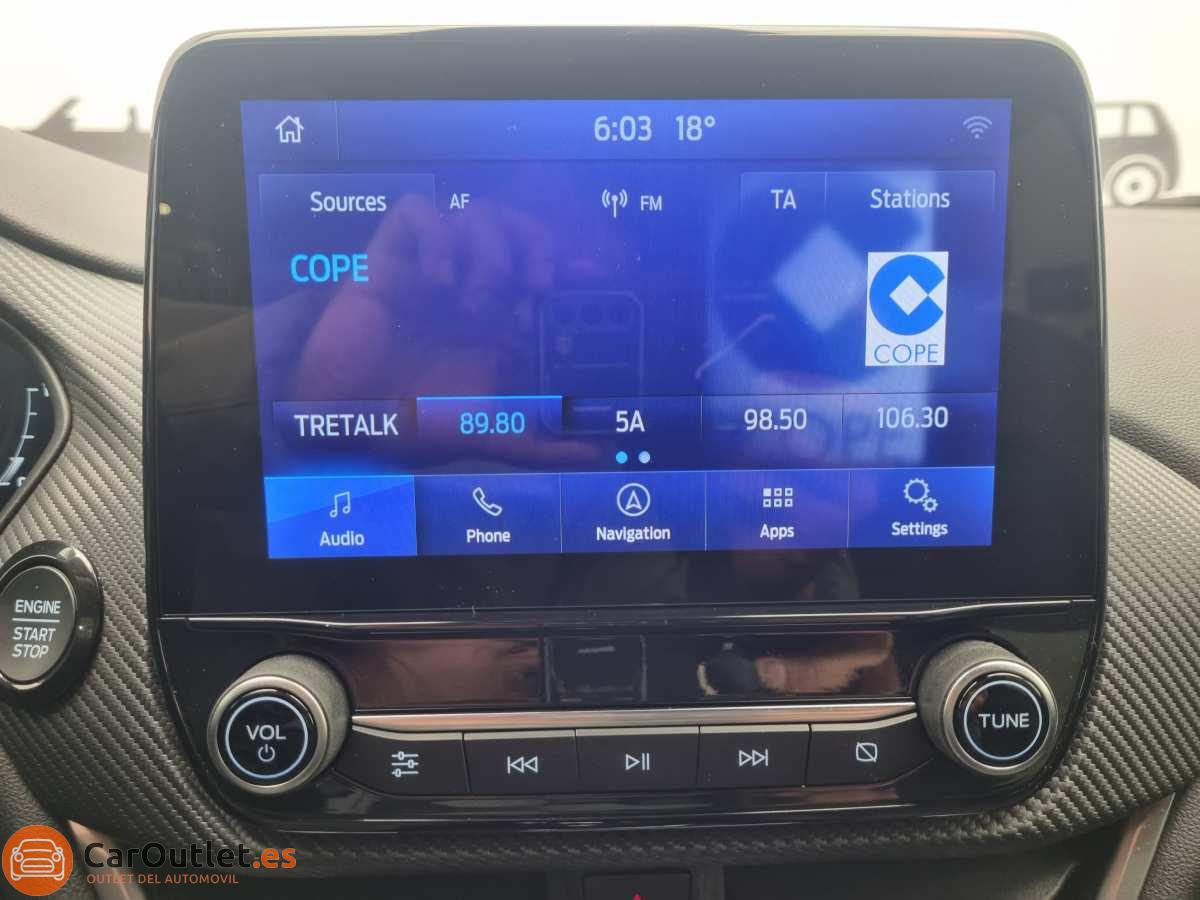 6:03 18°
Sources AF FM TA Stations
COPE
COPE
TRETALK 89.80 5A 98.50 106.30
Audio Phone Navigation Apps Settings
ENGINE
START
STOP
VOL
TUNE
CarOutlet.es
OUTLET DEL AUTOMOVIL